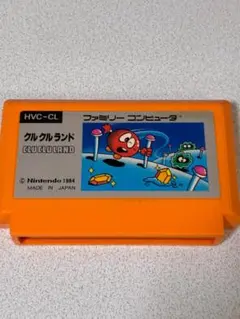 HVC-CL
ファミリー コンピュータ
クルクルランド
CLU CLU LAND
© Nintendo 1984
MADE IN JAPAN